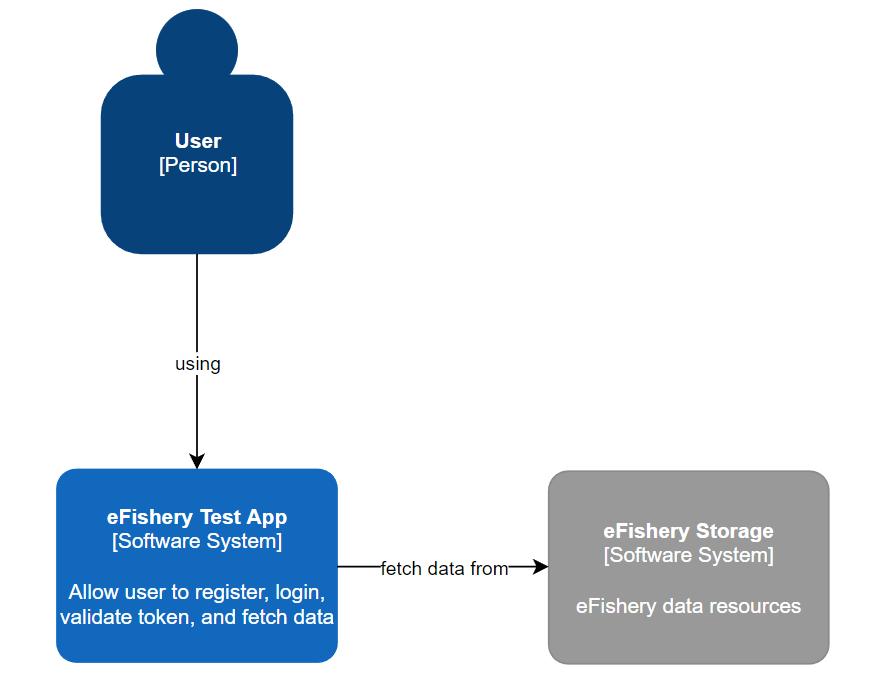 User
[Person]
using
eFishery Test App
[Software System]
Allow user to register, login,
validate token, and fetch data
fetch data from
eFishery Storage
[Software System]
eFishery data resources